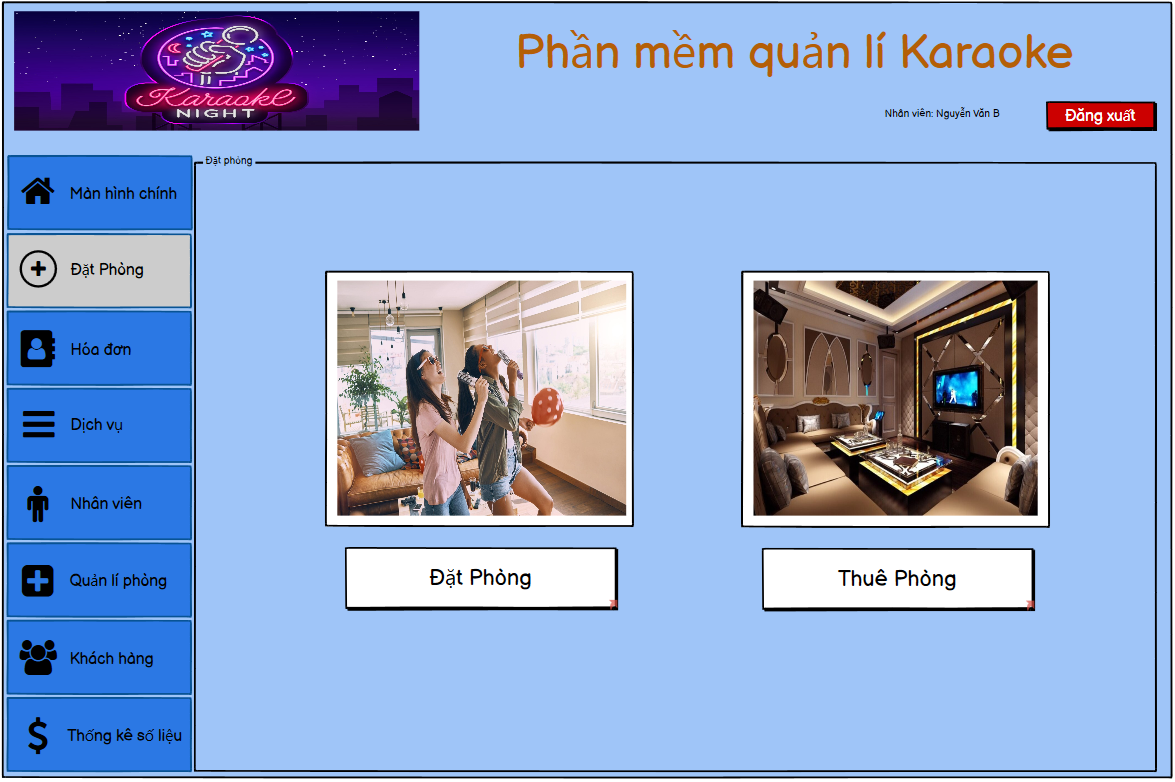 Karaoke
NIGHT
Phần mềm quản lí Karaoke
Nhân viên: Nguyễn Văn B
Đăng xuất
Màn hình chính
Đặt Phòng
Hóa đơn
Dịch vụ
Nhân viên
Quản lí phòng
Khách hàng
Thống kê số liệu
Đặt phòng
Đặt Phòng
Thuê Phòng